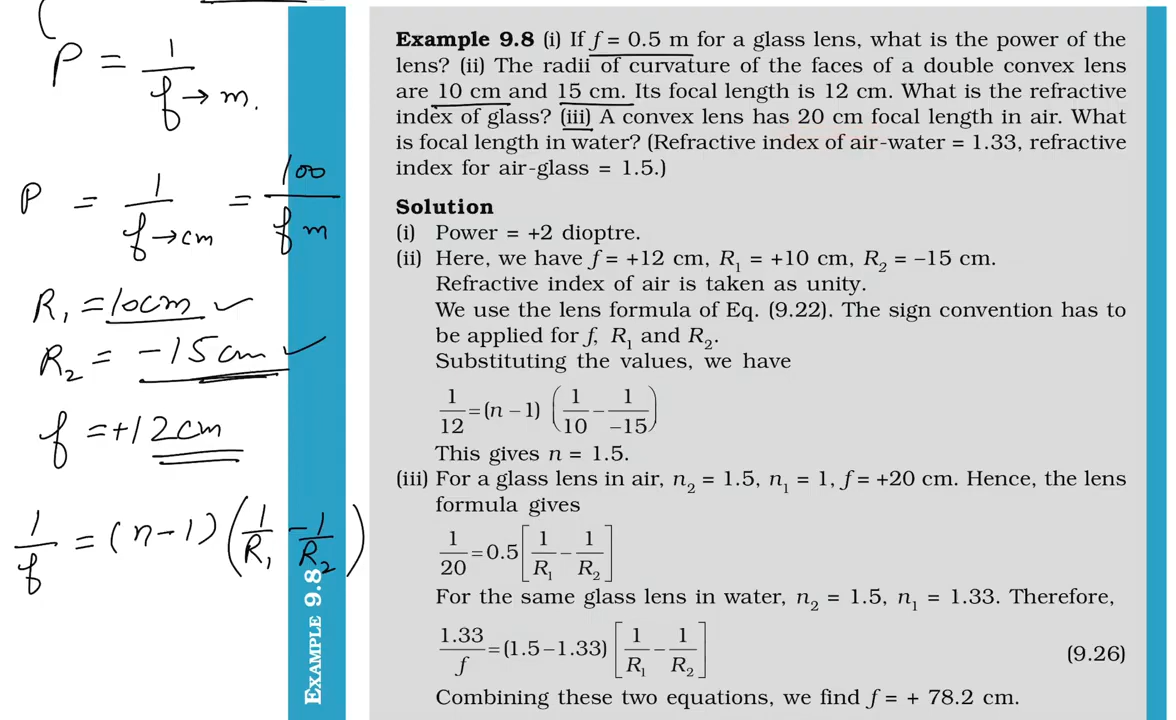 P = 1/f → m.
P = 1/f → cm = 100/f m
R₁ = 10cm ✓
R₂ = −15cm ✓
f = +12cm
1/f = (n−1) (1/R₁ − 1/R₂)
EXAMPLE 9.8
Example 9.8 (i) If f = 0.5 m for a glass lens, what is the power of the
lens? (ii) The radii of curvature of the faces of a double convex lens
are 10 cm and 15 cm. Its focal length is 12 cm. What is the refractive
index of glass? (iii) A convex lens has 20 cm focal length in air. What
is focal length in water? (Refractive index of air-water = 1.33, refractive
index for air-glass = 1.5.)
Solution
(i) Power = +2 dioptre.
(ii) Here, we have f = +12 cm, R₁ = +10 cm, R₂ = –15 cm.
Refractive index of air is taken as unity.
We use the lens formula of Eq. (9.22). The sign convention has to
be applied for f, R₁ and R₂.
Substituting the values, we have
1/12 = (n – 1) (1/10 – 1/–15)
This gives n = 1.5.
(iii) For a glass lens in air, n₂ = 1.5, n₁ = 1, f = +20 cm. Hence, the lens
formula gives
1/20 = 0.5 [1/R₁ – 1/R₂]
For the same glass lens in water, n₂ = 1.5, n₁ = 1.33. Therefore,
1.33/f = (1.5 – 1.33) [1/R₁ – 1/R₂] (9.26)
Combining these two equations, we find f = + 78.2 cm.